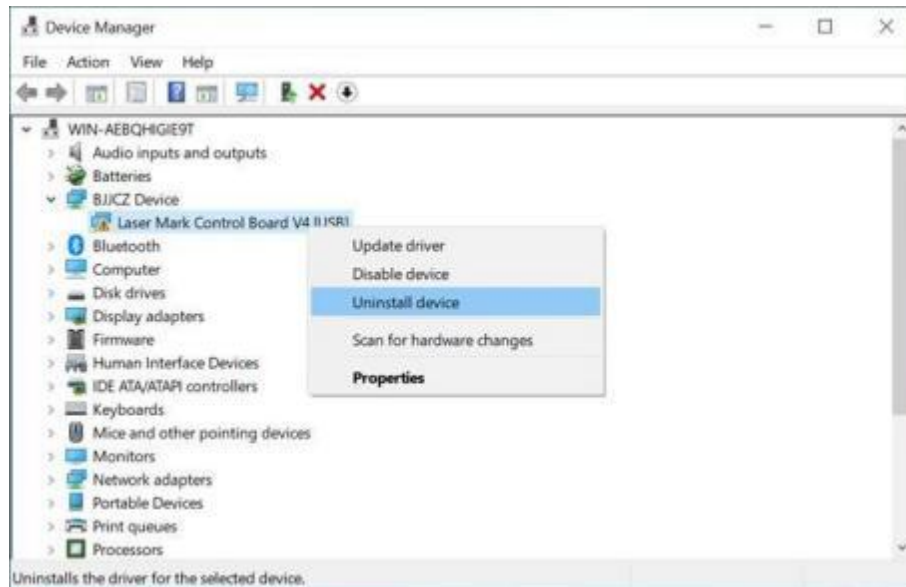 Device Manager
File Action View Help
WIN-AEBQHIGIE9T
Audio inputs and outputs
Batteries
BJJCZ Device
Laser Mark Control Board V4 [USB]
Bluetooth
Computer
Disk drives
Display adapters
Firmware
Human Interface Devices
IDE ATA/ATAPI controllers
Keyboards
Mice and other pointing devices
Monitors
Network adapters
Portable Devices
Print queues
Processors
Update driver
Disable device
Uninstall device
Scan for hardware changes
Properties
Uninstalls the driver for the selected device.